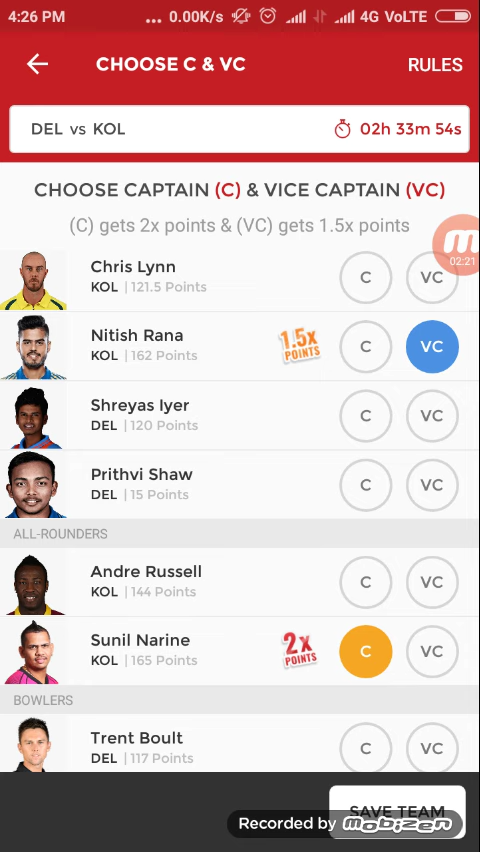 4:26 PM ... 0.00K/s 4G VoLTE
CHOOSE C & VC RULES
DEL vs KOL 02h 33m 54s
CHOOSE CAPTAIN (C) & VICE CAPTAIN (VC)
(C) gets 2x points & (VC) gets 1.5x points
02:21
Chris Lynn
KOL | 121.5 Points
C VC
Nitish Rana
KOL | 162 Points
1.5x
POINTS
C VC
Shreyas Iyer
DEL | 120 Points
C VC
Prithvi Shaw
DEL | 15 Points
C VC
ALL-ROUNDERS
Andre Russell
KOL | 144 Points
C VC
Sunil Narine
KOL | 165 Points
2x
POINTS
C VC
BOWLERS
Trent Boult
DEL | 117 Points
C VC
SAVE TEAM
Recorded by mobizen